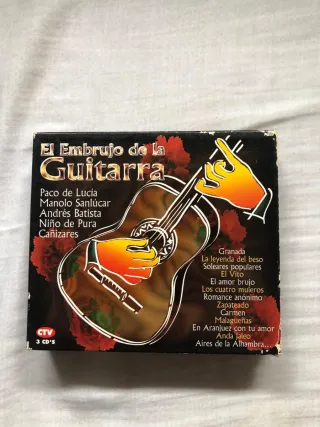 El Embrujo de la
Guitarra
Paco de Lucía
Manolo Sanlúcar
Andrés Batista
Niño de Pura
Cañizares
Granada
La leyenda del beso
Soleares populares
El Vito
El amor brujo
Los cuatro muleros
Romance anónimo
Zapateado
Carmen
Malagueñas
En Aranjuez con tu amor
Anda Jaleo
Aires de la Alhambra...
CTV
3 CD'S